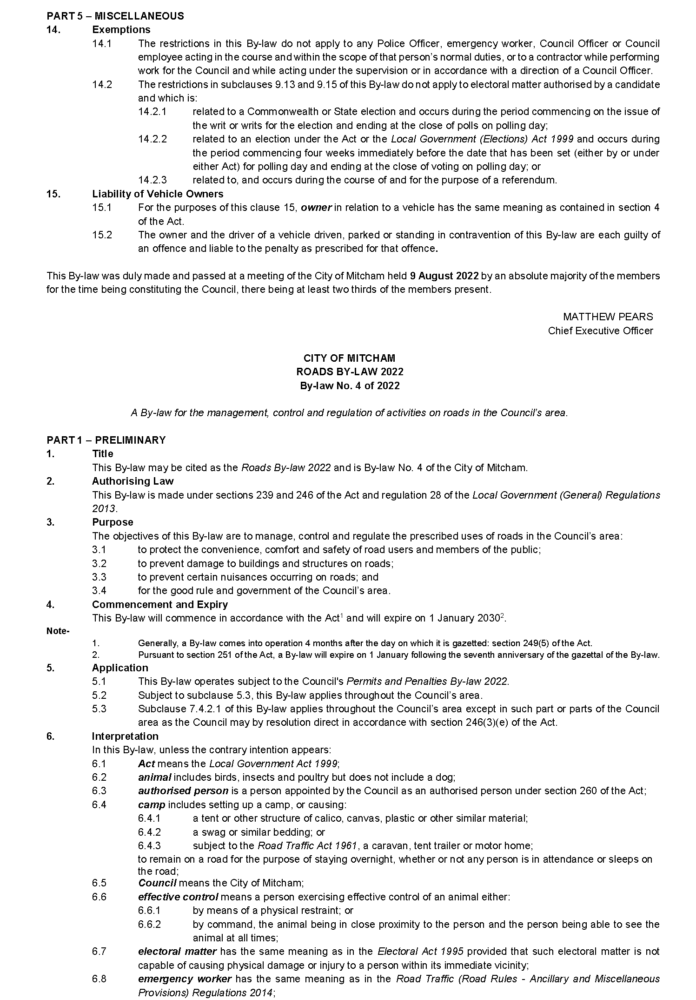 PART 5 – MISCELLANEOUS
14. Exemptions
14.1 The restrictions in this By-law do not apply to any Police Officer, emergency worker, Council Officer or Council
employee acting in the course and within the scope of that person’s normal duties, or to a contractor while performing
work for the Council and while acting under the supervision or in accordance with a direction of a Council Officer.
14.2 The restrictions in subclauses 9.13 and 9.15 of this By-law do not apply to electoral matter authorised by a candidate
and which is:
14.2.1 related to a Commonwealth or State election and occurs during the period commencing on the issue of
the writ or writs for the election and ending at the close of polls on polling day;
14.2.2 related to an election under the Act or the Local Government (Elections) Act 1999 and occurs during
the period commencing four weeks immediately before the date that has been set (either by or under
either Act) for polling day and ending at the close of voting on polling day; or
14.2.3 related to, and occurs during the course of and for the purpose of a referendum.
15. Liability of Vehicle Owners
15.1 For the purposes of this clause 15, owner in relation to a vehicle has the same meaning as contained in section 4
of the Act.
15.2 The owner and the driver of a vehicle driven, parked or standing in contravention of this By-law are each guilty of
an offence and liable to the penalty as prescribed for that offence.
This By-law was duly made and passed at a meeting of the City of Mitcham held 9 August 2022 by an absolute majority of the members
for the time being constituting the Council, there being at least two thirds of the members present.
MATTHEW PEARS
Chief Executive Officer
CITY OF MITCHAM
ROADS BY-LAW 2022
By-law No. 4 of 2022
A By-law for the management, control and regulation of activities on roads in the Council’s area.
PART 1 – PRELIMINARY
1. Title
This By-law may be cited as the Roads By-law 2022 and is By-law No. 4 of the City of Mitcham.
2. Authorising Law
This By-law is made under sections 239 and 246 of the Act and regulation 28 of the Local Government (General) Regulations
2013.
3. Purpose
The objectives of this By-law are to manage, control and regulate the prescribed uses of roads in the Council’s area:
3.1 to protect the convenience, comfort and safety of road users and members of the public;
3.2 to prevent damage to buildings and structures on roads;
3.3 to prevent certain nuisances occurring on roads; and
3.4 for the good rule and government of the Council’s area.
4. Commencement and Expiry
This By-law will commence in accordance with the Act1 and will expire on 1 January 20302.
Note-
1. Generally, a By-law comes into operation 4 months after the day on which it is gazetted: section 249(5) of the Act.
2. Pursuant to section 251 of the Act, a By-law will expire on 1 January following the seventh anniversary of the gazettal of the By-law.
5. Application
5.1 This By-law operates subject to the Council's Permits and Penalties By-law 2022.
5.2 Subject to subclause 5.3, this By-law applies throughout the Council’s area.
5.3 Subclause 7.4.2.1 of this By-law applies throughout the Council’s area except in such part or parts of the Council
area as the Council may by resolution direct in accordance with section 246(3)(e) of the Act.
6. Interpretation
In this By-law, unless the contrary intention appears:
6.1 Act means the Local Government Act 1999;
6.2 animal includes birds, insects and poultry but does not include a dog;
6.3 authorised person is a person appointed by the Council as an authorised person under section 260 of the Act;
6.4 camp includes setting up a camp, or causing:
6.4.1 a tent or other structure of calico, canvas, plastic or other similar material;
6.4.2 a swag or similar bedding; or
6.4.3 subject to the Road Traffic Act 1961, a caravan, tent trailer or motor home;
to remain on a road for the purpose of staying overnight, whether or not any person is in attendance or sleeps on
the road;
6.5 Council means the City of Mitcham;
6.6 effective control means a person exercising effective control of an animal either:
6.6.1 by means of a physical restraint; or
6.6.2 by command, the animal being in close proximity to the person and the person being able to see the
animal at all times;
6.7 electoral matter has the same meaning as in the Electoral Act 1995 provided that such electoral matter is not
capable of causing physical damage or injury to a person within its immediate vicinity;
6.8 emergency worker has the same meaning as in the Road Traffic (Road Rules - Ancillary and Miscellaneous
Provisions) Regulations 2014;